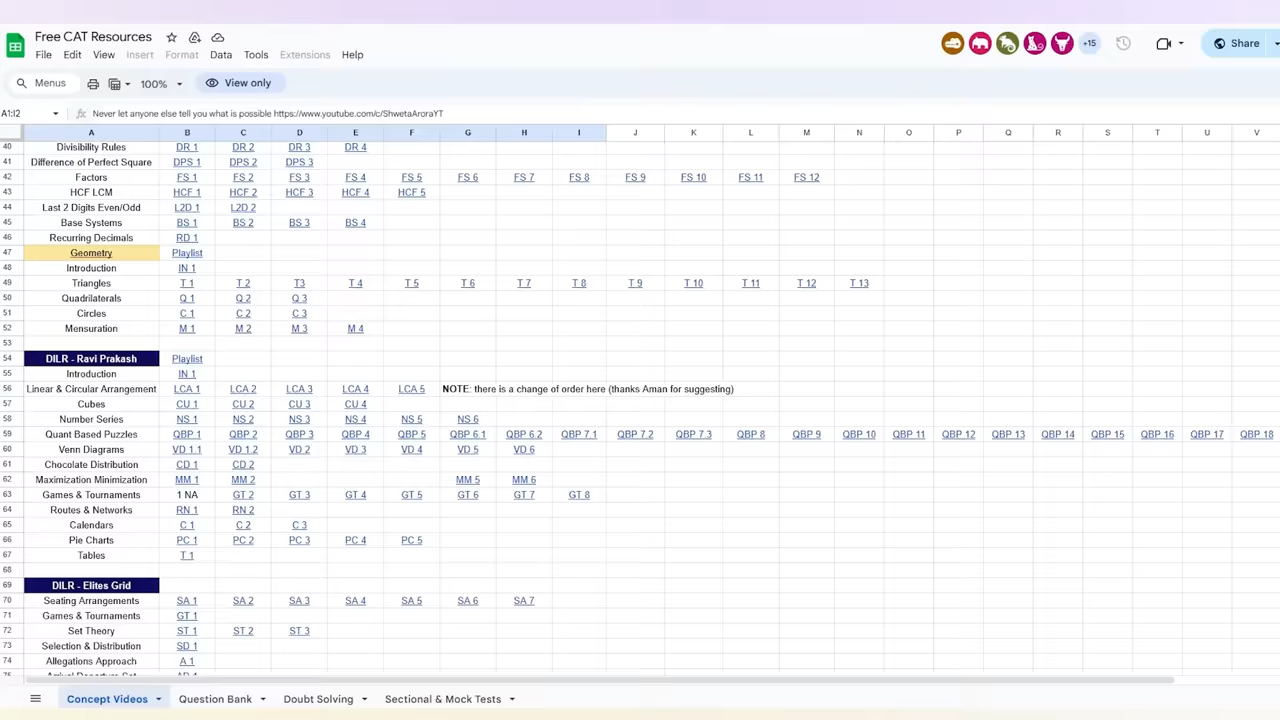 Free CAT Resources
+15
Share
File Edit View Insert Format Data Tools Extensions Help
Menus 100% View only
A1:I2 fx Never let anyone else tell you what is possible https://www.youtube.com/c/ShwetaAroraYT
A B C D E F G H I J K L M N O P Q R S T U V
40 Divisibility Rules DR 1 DR 2 DR 3 DR 4
41 Difference of Perfect Square DPS 1 DPS 2 DPS 3
42 Factors FS 1 FS 2 FS 3 FS 4 FS 5 FS 6 FS 7 FS 8 FS 9 FS 10 FS 11 FS 12
43 HCF LCM HCF 1 HCF 2 HCF 3 HCF 4 HCF 5
44 Last 2 Digits Even/Odd L2D 1 L2D 2
45 Base Systems BS 1 BS 2 BS 3 BS 4
46 Recurring Decimals RD 1
47 Geometry Playlist
48 Introduction IN 1
49 Triangles T 1 T 2 T3 T 4 T 5 T 6 T 7 T 8 T 9 T 10 T 11 T 12 T 13
50 Quadrilaterals Q 1 Q 2 Q 3
51 Circles C 1 C 2 C 3
52 Mensuration M 1 M 2 M 3 M 4
53
54 DILR - Ravi Prakash Playlist
55 Introduction IN 1
56 Linear & Circular Arrangement LCA 1 LCA 2 LCA 3 LCA 4 LCA 5 NOTE: there is a change of order here (thanks Aman for suggesting)
57 Cubes CU 1 CU 2 CU 3 CU 4
58 Number Series NS 1 NS 2 NS 3 NS 4 NS 5 NS 6
59 Quant Based Puzzles QBP 1 QBP 2 QBP 3 QBP 4 QBP 5 QBP 6.1 QBP 6.2 QBP 7.1 QBP 7.2 QBP 7.3 QBP 8 QBP 9 QBP 10 QBP 11 QBP 12 QBP 13 QBP 14 QBP 15 QBP 16 QBP 17 QBP 18
60 Venn Diagrams VD 1.1 VD 1.2 VD 2 VD 3 VD 4 VD 5 VD 6
61 Chocolate Distribution CD 1 CD 2
62 Maximization Minimization MM 1 MM 2 MM 5 MM 6
63 Games & Tournaments 1 NA GT 2 GT 3 GT 4 GT 5 GT 6 GT 7 GT 8
64 Routes & Networks RN 1 RN 2
65 Calendars C 1 C 2 C 3
66 Pie Charts PC 1 PC 2 PC 3 PC 4 PC 5
67 Tables T 1
68
69 DILR - Elites Grid
70 Seating Arrangements SA 1 SA 2 SA 3 SA 4 SA 5 SA 6 SA 7
71 Games & Tournaments GT 1
72 Set Theory ST 1 ST 2 ST 3
73 Selection & Distribution SD 1
74 Allegations Approach A 1
Concept Videos Question Bank Doubt Solving Sectional & Mock Tests